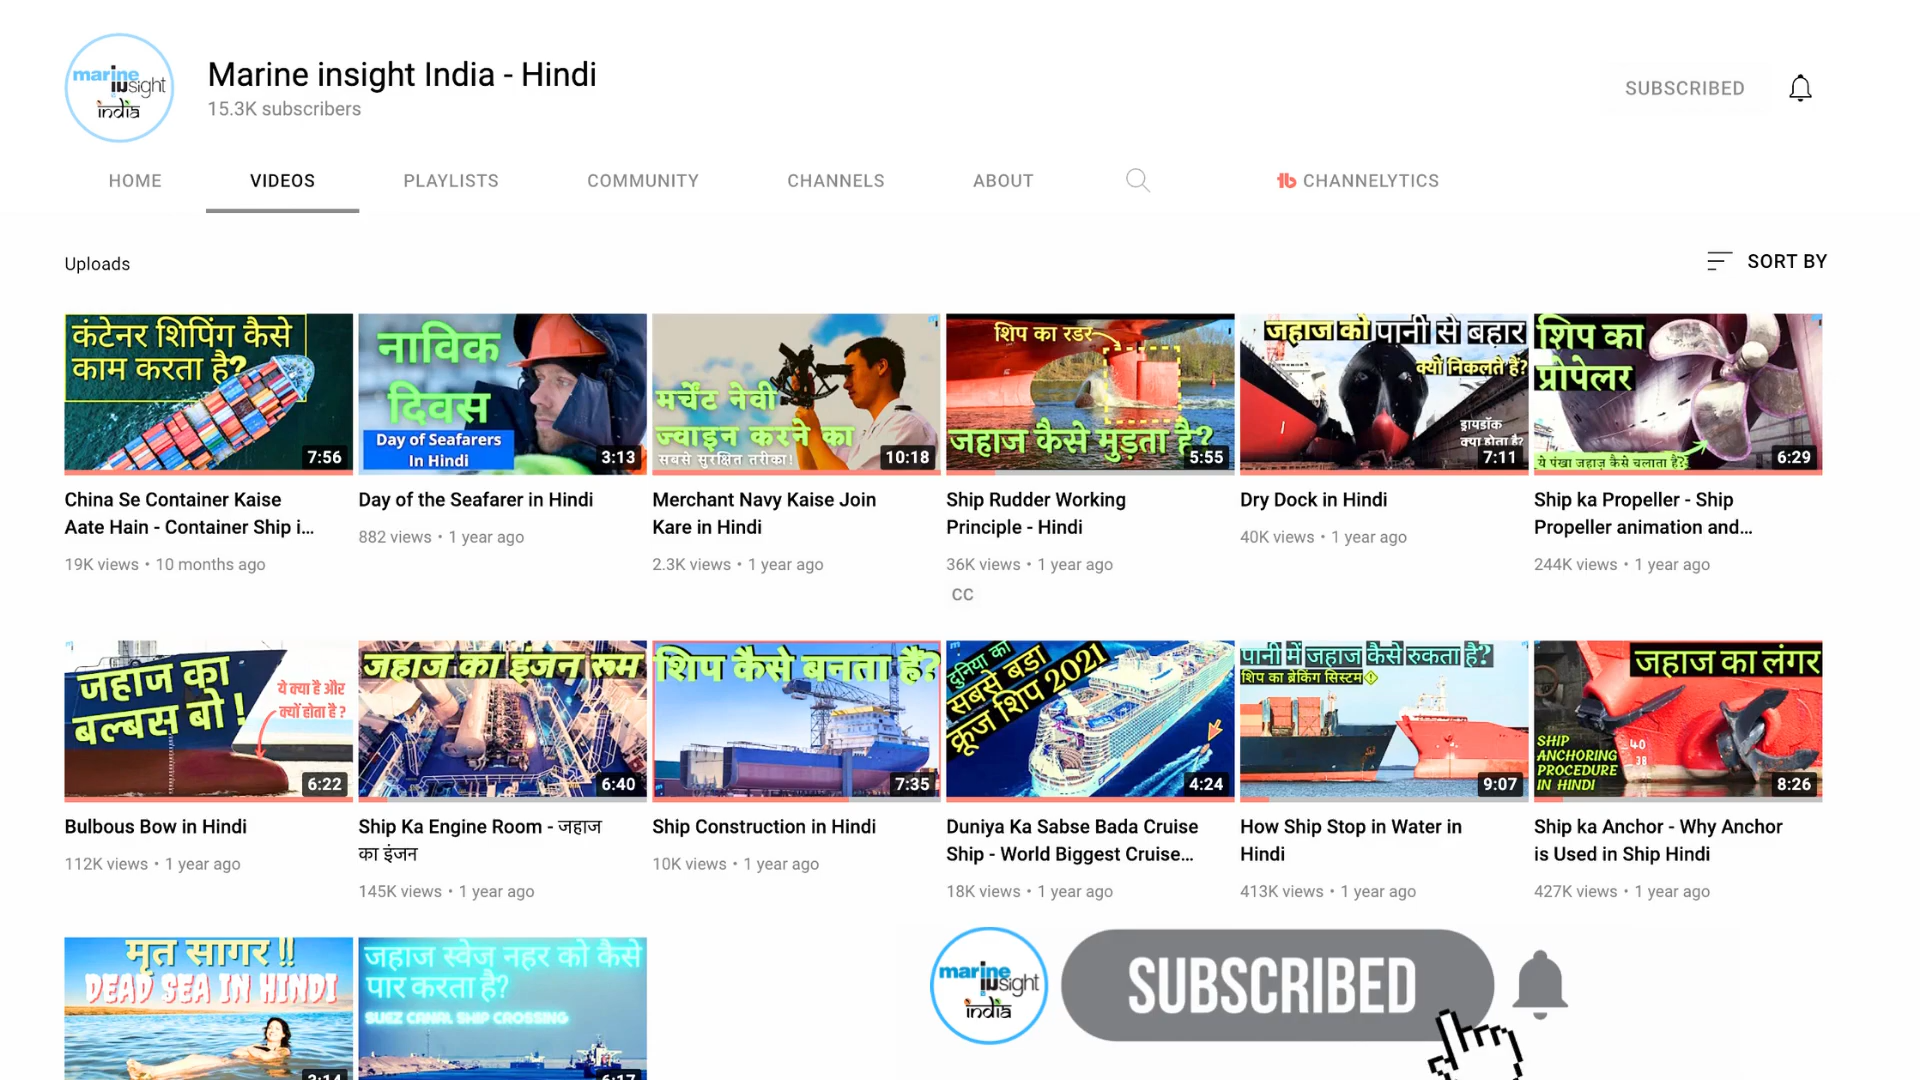 marine
insight
india
Marine insight India - Hindi
15.3K subscribers
SUBSCRIBED
HOME
VIDEOS
PLAYLISTS
COMMUNITY
CHANNELS
ABOUT
CHANNELYTICS
Uploads
SORT BY
कंटेनर शिपिंग कैसे
काम करता है?
7:56
नाविक
दिवस
Day of Seafarers
In Hindi
3:13
मर्चेंट नेवी
ज्वाइन करने का
सबसे सुरक्षित तरीका!
10:18
शिप का रडर
जहाज कैसे मुड़ता है?
5:55
जहाज को पानी से बहार
क्यों निकलते हैं?
ड्रायडॉक
क्या होता है?
7:11
शिप का
प्रोपेलर
ये पंखा जहाज़ कैसे चलाता है?
6:29
China Se Container Kaise
Aate Hain - Container Ship i...
19K views • 10 months ago
Day of the Seafarer in Hindi
882 views • 1 year ago
Merchant Navy Kaise Join
Kare in Hindi
2.3K views • 1 year ago
Ship Rudder Working
Principle - Hindi
36K views • 1 year ago
CC
Dry Dock in Hindi
40K views • 1 year ago
Ship ka Propeller - Ship
Propeller animation and...
244K views • 1 year ago
जहाज का
बल्बस बो !
ये क्या है और
क्यों होता है ?
6:22
जहाज का इंजन रूम
6:40
शिप कैसे बनता है?
7:35
दुनिया का
सबसे बड़ा
क्रूज शिप 2021
4:24
पानी में जहाज कैसे रुकता है?
शिप का ब्रेकिंग सिस्टम
9:07
जहाज का लंगर
SHIP
ANCHORING
PROCEDURE
IN HINDI
40
38
8:26
Bulbous Bow in Hindi
112K views • 1 year ago
Ship Ka Engine Room - जहाज
का इंजन
145K views • 1 year ago
Ship Construction in Hindi
10K views • 1 year ago
Duniya Ka Sabse Bada Cruise
Ship - World Biggest Cruise...
18K views • 1 year ago
How Ship Stop in Water in
Hindi
413K views • 1 year ago
Ship ka Anchor - Why Anchor
is Used in Ship Hindi
427K views • 1 year ago
मृत सागर !!
DEAD SEA IN HINDI
3:14
जहाज स्वेज नहर को कैसे
पार करता है?
SUEZ CANAL SHIP CROSSING
6:17
marine
insight
india
SUBSCRIBED